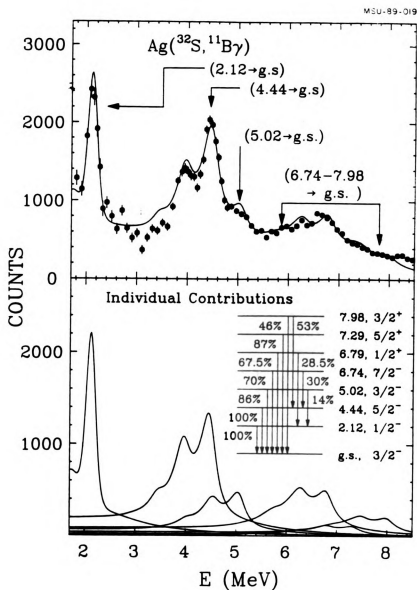 MSU-89-019
3000
Ag(³²S,¹¹Bγ)
(2.12→g.s)
(4.44→g.s)
2000
(5.02→g.s.)
(6.74−7.98
→ g.s.)
1000
0
COUNTS
Individual Contributions
7.98, 3/2⁺
46% 53%
7.29, 5/2⁺
87%
6.79, 1/2⁺
67.5% 28.5%
6.74, 7/2⁻
70% 30%
5.02, 3/2⁻
86% 14%
4.44, 5/2⁻
100%
2.12, 1/2⁻
100%
g.s., 3/2⁻
2000
1000
2 3 4 5 6 7 8
E (MeV)